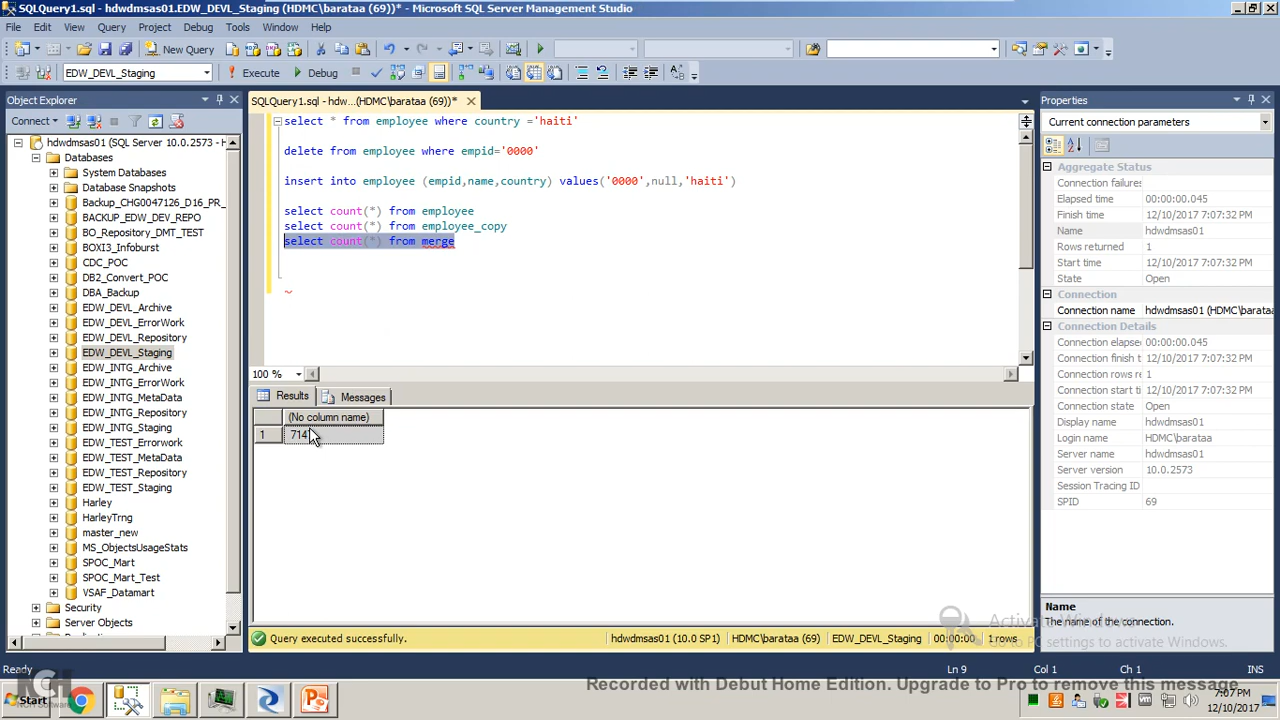 SQLQuery1.sql - hdwdmsas01.EDW_DEVL_Staging (HDMC\barataa (69))* - Microsoft SQL Server Management Studio
File Edit View Query Project Debug Tools Window Help
New Query
EDW_DEVL_Staging Execute Debug
Object Explorer
Connect
hdwdmsas01 (SQL Server 10.0.2573 - H
Databases
System Databases
Database Snapshots
Backup_CHG0047126_D16_PR_
BACKUP_EDW_DEV_REPO
BO_Repository_DMT_TEST
BOXI3_Infoburst
CDC_POC
DB2_Convert_POC
DBA_Backup
EDW_DEVL_Archive
EDW_DEVL_ErrorWork
EDW_DEVL_Repository
EDW_DEVL_Staging
EDW_INTG_Archive
EDW_INTG_ErrorWork
EDW_INTG_MetaData
EDW_INTG_Repository
EDW_INTG_Staging
EDW_TEST_Errorwork
EDW_TEST_MetaData
EDW_TEST_Repository
EDW_TEST_Staging
Harley
HarleyTrng
master_new
MS_ObjectsUsageStats
SPOC_Mart
SPOC_Mart_Test
VSAF_Datamart
Security
Server Objects
SQLQuery1.sql - hdw...(HDMC\barataa (69))*
select * from employee where country ='haiti'
delete from employee where empid='0000'
insert into employee (empid,name,country) values('0000',null,'haiti')
select count(*) from employee
select count(*) from employee_copy
select count(*) from merge
100 %
Results Messages
(No column name)
1 714
Query executed successfully. hdwdmsas01 (10.0 SP1) HDMC\barataa (69) EDW_DEVL_Staging 00:00:00 1 rows
Properties
Current connection parameters
Aggregate Status
Connection failures
Elapsed time 00:00:00.045
Finish time 12/10/2017 7:07:32 PM
Name hdwdmsas01
Rows returned 1
Start time 12/10/2017 7:07:32 PM
State Open
Connection
Connection name hdwdmsas01 (HDMC\barataa
Connection Details
Connection elapse 00:00:00.045
Connection finish t 12/10/2017 7:07:32 PM
Connection rows re 1
Connection start ti 12/10/2017 7:07:32 PM
Connection state Open
Display name hdwdmsas01
Login name HDMC\barataa
Server name hdwdmsas01
Server version 10.0.2573
Session Tracing ID
SPID 69
Name
The name of the connection.
Activate Windows
Go to PC settings to activate Windows.
Ready Ln 9 Col 1 Ch 1 INS
Recorded with Debut Home Edition. Upgrade to Pro to remove this message
Start
7:07 PM
12/10/2017